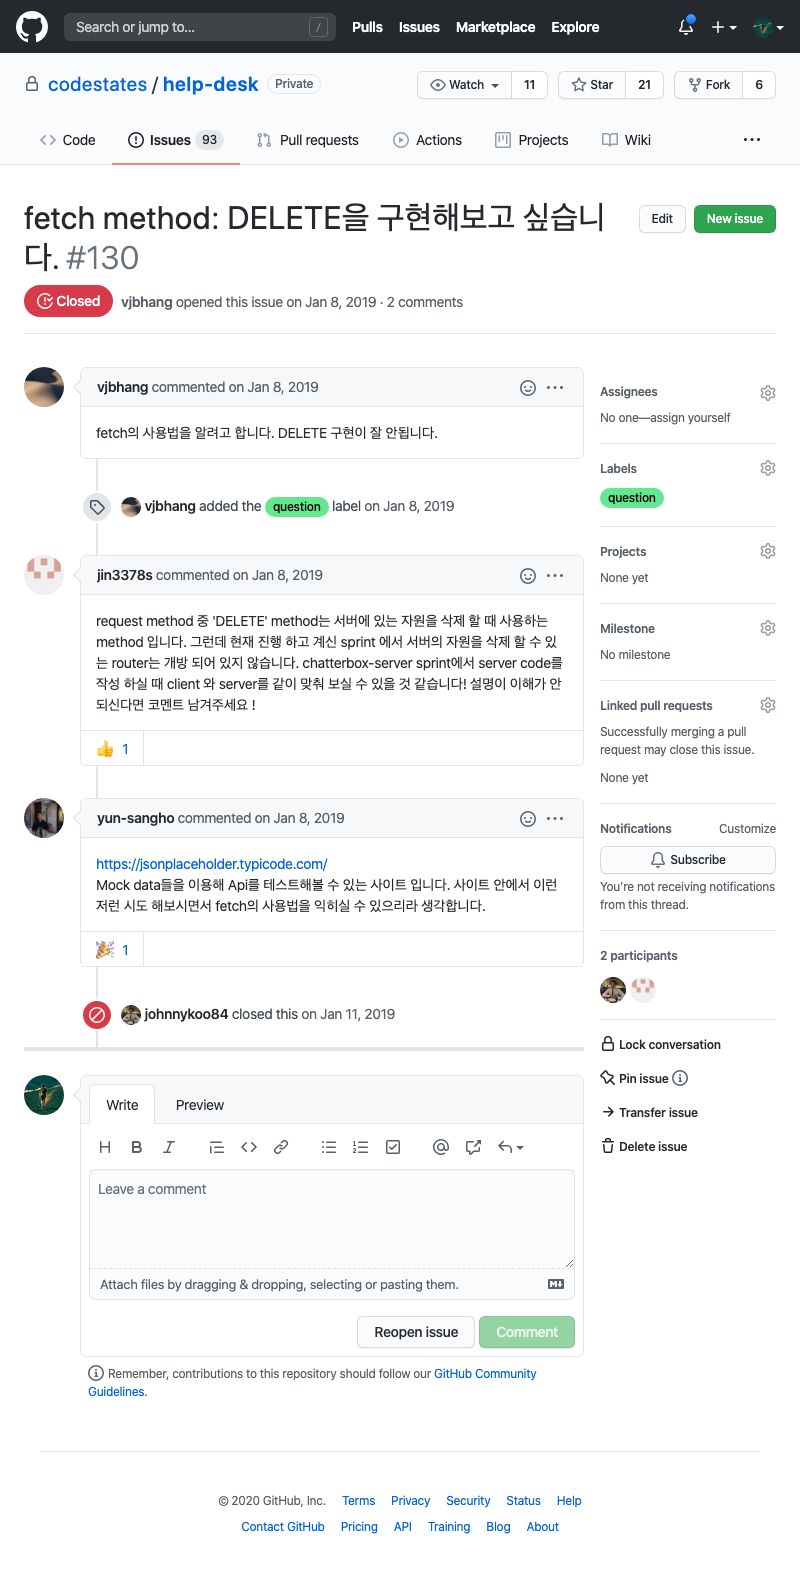 Search or jump to... /
Pulls Issues Marketplace Explore
codestates / help-desk Private
Watch 11 Star 21 Fork 6
Code Issues 93 Pull requests Actions Projects Wiki ...
fetch method: DELETE을 구현해보고 싶습니
다. #130
Edit New issue
Closed vjbhang opened this issue on Jan 8, 2019 · 2 comments
vjbhang commented on Jan 8, 2019
fetch의 사용법을 알려고 합니다. DELETE 구현이 잘 안됩니다.
vjbhang added the question label on Jan 8, 2019
jin3378s commented on Jan 8, 2019
request method 중 'DELETE' method는 서버에 있는 자원을 삭제 할 때 사용하는
method 입니다. 그런데 현재 진행 하고 계신 sprint 에서 서버의 자원을 삭제 할 수 있
는 router는 개방 되어 있지 않습니다. chatterbox-server sprint에서 server code를
작성 하실 때 client 와 server를 같이 맞춰 보실 수 있을 것 같습니다! 설명이 이해가 안
되신다면 코멘트 남겨주세요 !
👍 1
yun-sangho commented on Jan 8, 2019
https://jsonplaceholder.typicode.com/
Mock data들을 이용해 Api를 테스트해볼 수 있는 사이트 입니다. 사이트 안에서 이런
저런 시도 해보시면서 fetch의 사용법을 익히실 수 있으리라 생각합니다.
🎉 1
johnnykoo84 closed this on Jan 11, 2019
Write Preview
H B I
Leave a comment
Attach files by dragging & dropping, selecting or pasting them.
Reopen issue Comment
Remember, contributions to this repository should follow our GitHub Community
Guidelines.
Assignees
No one—assign yourself
Labels
question
Projects
None yet
Milestone
No milestone
Linked pull requests
Successfully merging a pull
request may close this issue.
None yet
Notifications Customize
Subscribe
You're not receiving notifications
from this thread.
2 participants
Lock conversation
Pin issue
Transfer issue
Delete issue
© 2020 GitHub, Inc. Terms Privacy Security Status Help
Contact GitHub Pricing API Training Blog About